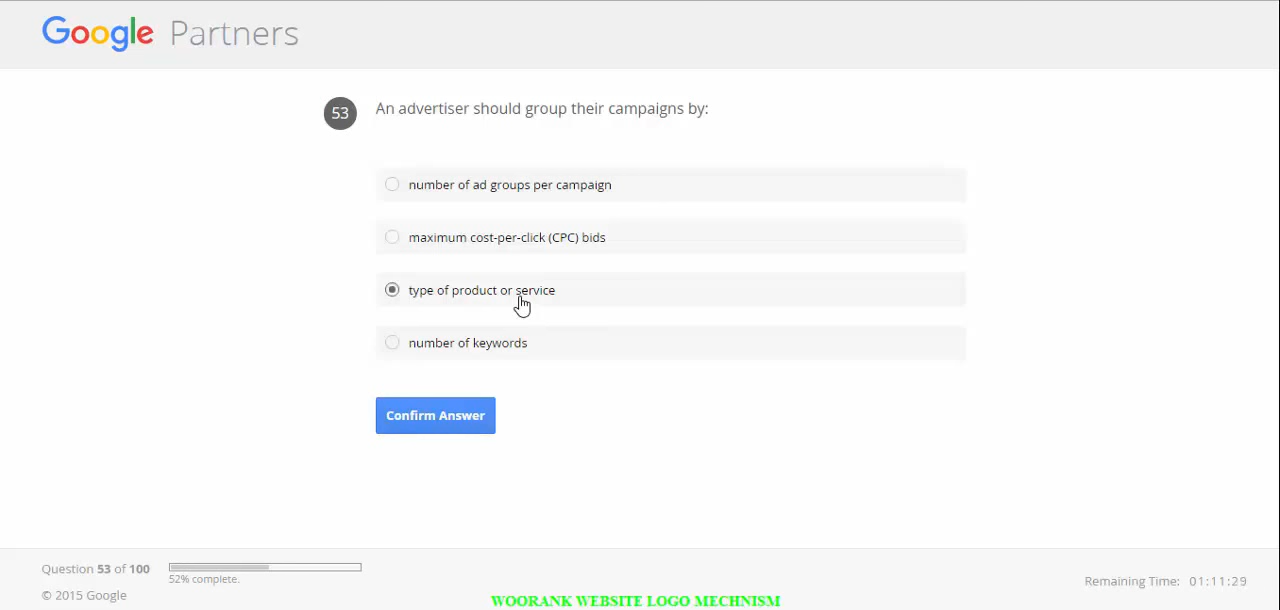 Google Partners
53 An advertiser should group their campaigns by:
number of ad groups per campaign
maximum cost-per-click (CPC) bids
type of product or service
number of keywords
Confirm Answer
Question 53 of 100
52% complete.
© 2015 Google
Remaining Time: 01:11:29
WOORANK WEBSITE LOGO MECHNISM